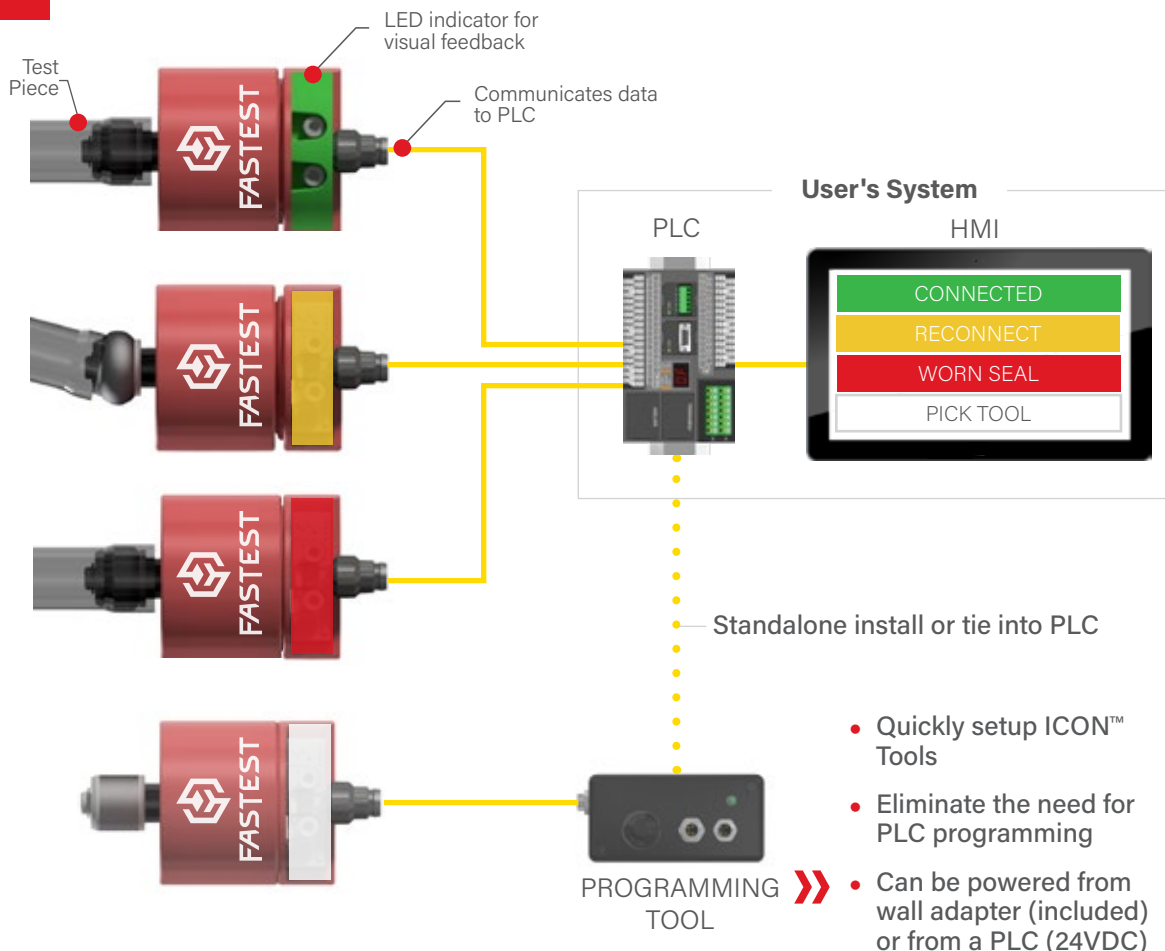 LED indicator for
visual feedback
Test
Piece
Communicates data
to PLC
FASTEST
User's System
PLC
HMI
CONNECTED
RECONNECT
WORN SEAL
PICK TOOL
FASTEST
FASTEST
Standalone install or tie into PLC
FASTEST
PROGRAMMING
TOOL
• Quickly setup ICON™
Tools
• Eliminate the need for
PLC programming
• Can be powered from
wall adapter (included)
or from a PLC (24VDC)